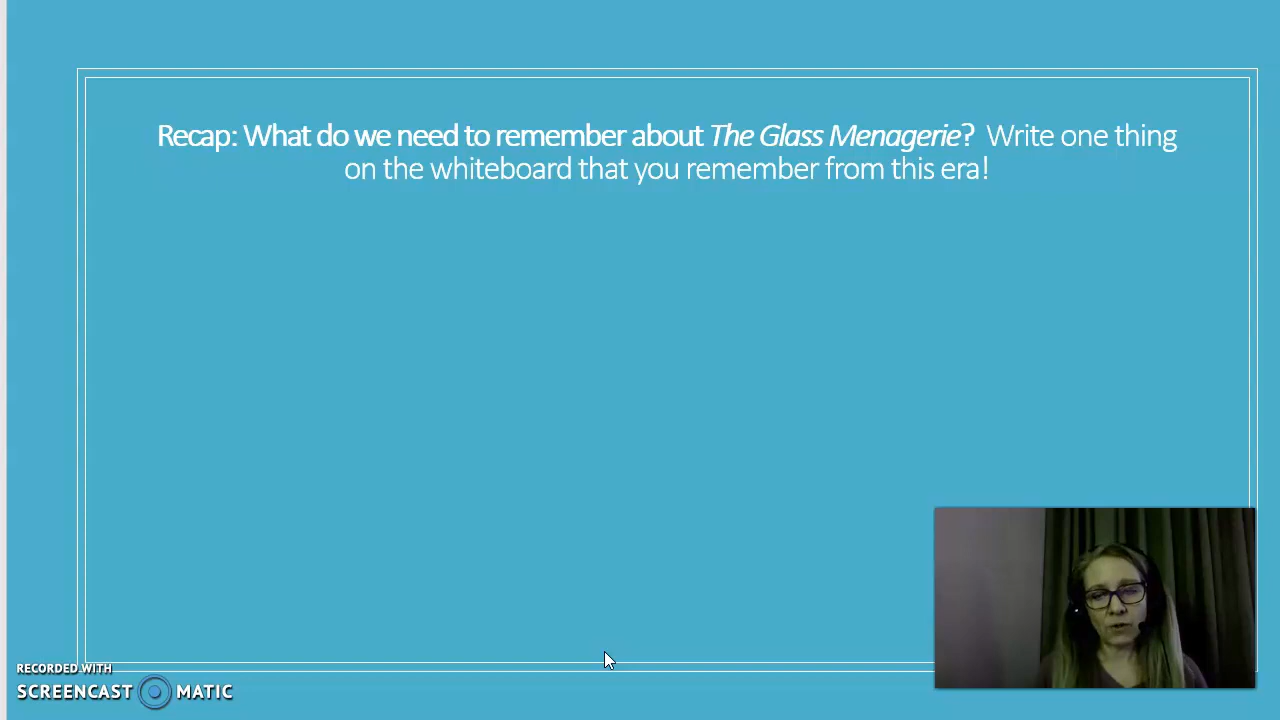 Recap: What do we need to remember about The Glass Menagerie? Write one thing
on the whiteboard that you remember from this era!
RECORDED WITH
SCREENCAST MATIC